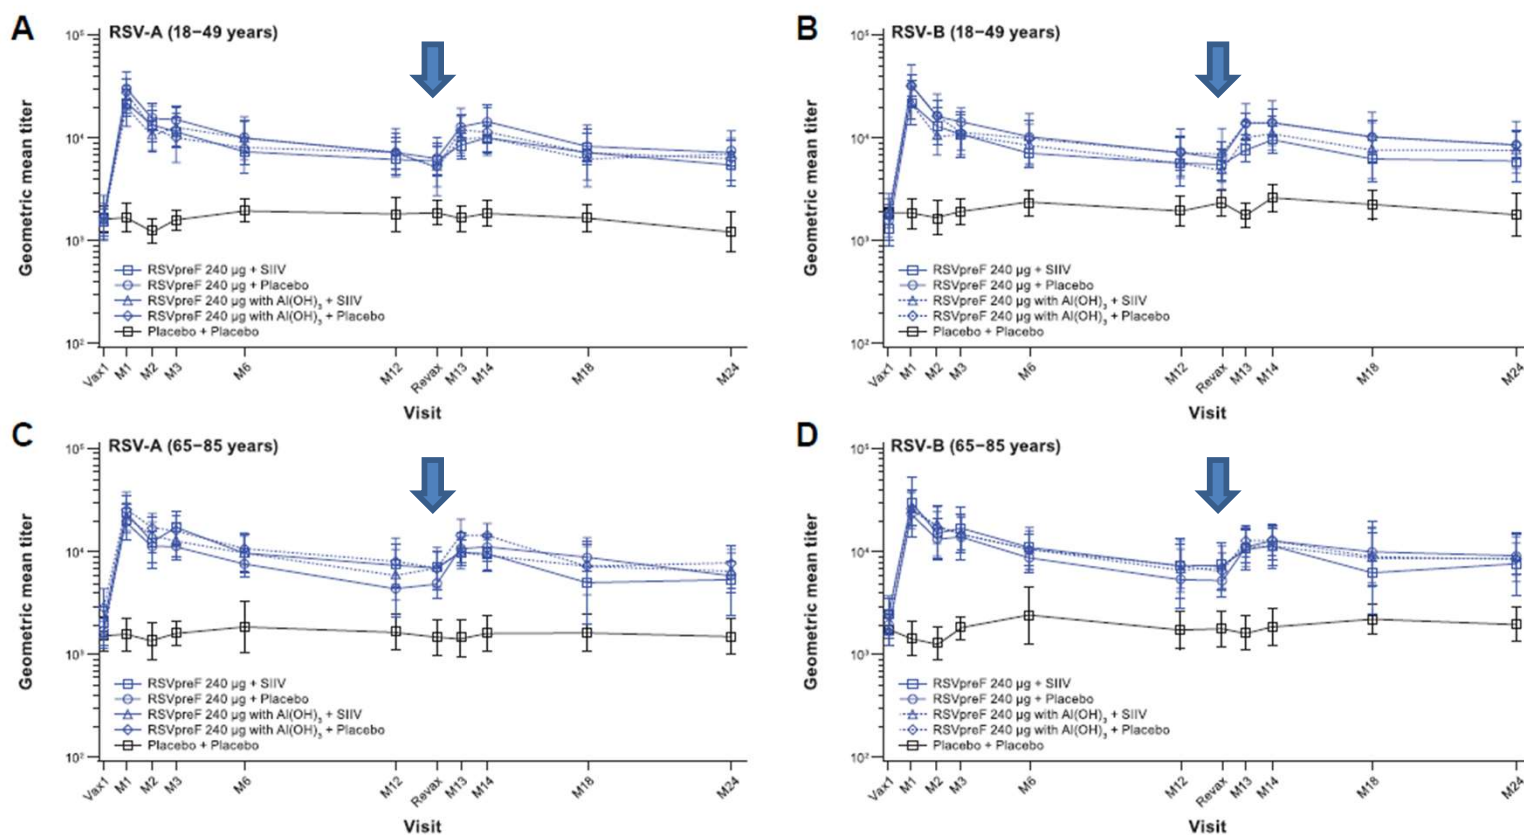 A
RSV-A (18–49 years)
10⁵
10⁴
10³
10²
Geometric mean titer
RSVpreF 240 µg + SIIV
RSVpreF 240 µg + Placebo
RSVpreF 240 µg with Al(OH)₃ + SIIV
RSVpreF 240 µg with Al(OH)₃ + Placebo
Placebo + Placebo
Vax1 M1 M2 M3 M6 M12 Revax M13 M14 M18 M24
Visit
B
RSV-B (18–49 years)
10⁵
10⁴
10³
10²
Geometric mean titer
RSVpreF 240 µg + SIIV
RSVpreF 240 µg + Placebo
RSVpreF 240 µg with Al(OH)₃ + SIIV
RSVpreF 240 µg with Al(OH)₃ + Placebo
Placebo + Placebo
Vax1 M1 M2 M3 M6 M12 Revax M13 M14 M18 M24
Visit
C
RSV-A (65–85 years)
10⁵
10⁴
10³
10²
Geometric mean titer
RSVpreF 240 µg + SIIV
RSVpreF 240 µg + Placebo
RSVpreF 240 µg with Al(OH)₃ + SIIV
RSVpreF 240 µg with Al(OH)₃ + Placebo
Placebo + Placebo
Vax1 M1 M2 M3 M6 M12 Revax M13 M14 M18 M24
Visit
D
RSV-B (65–85 years)
10⁵
10⁴
10³
10²
Geometric mean titer
RSVpreF 240 µg + SIIV
RSVpreF 240 µg + Placebo
RSVpreF 240 µg with Al(OH)₃ + SIIV
RSVpreF 240 µg with Al(OH)₃ + Placebo
Placebo + Placebo
Vax1 M1 M2 M3 M6 M12 Revax M13 M14 M18 M24
Visit